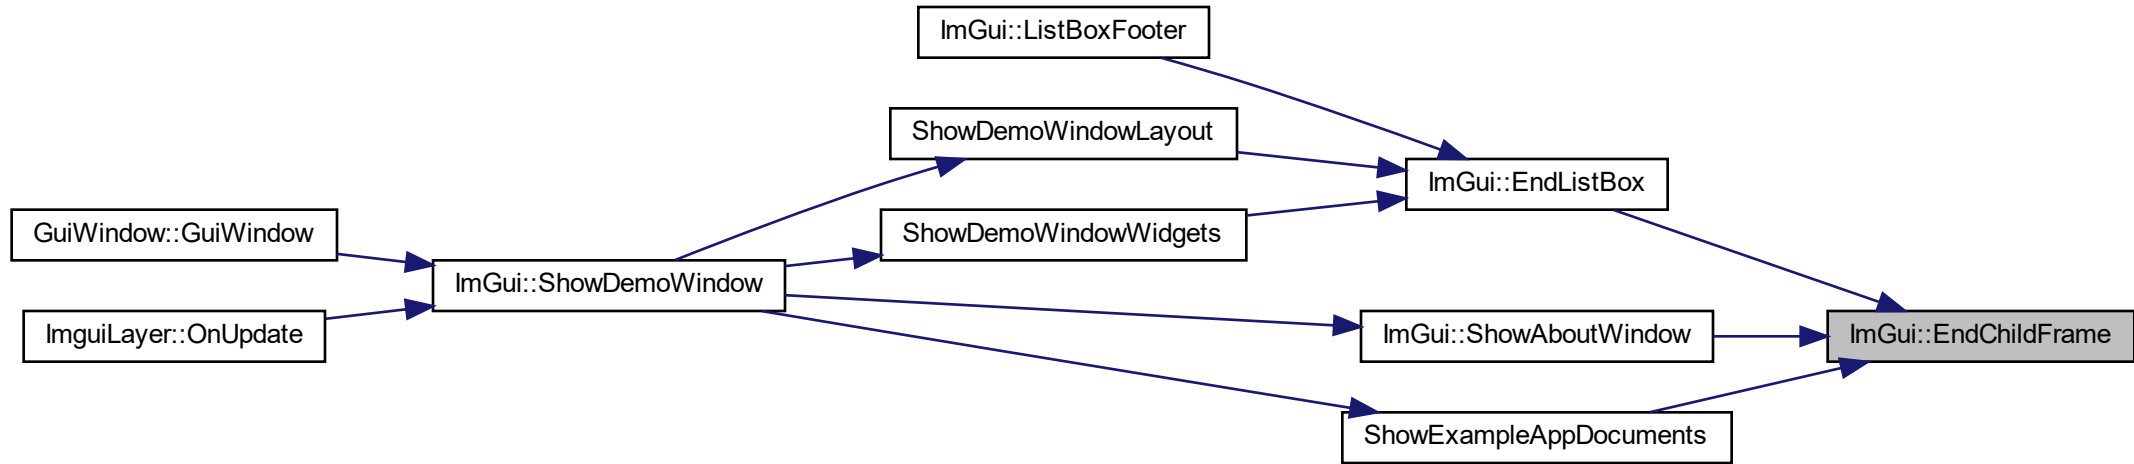 ImGui::ListBoxFooter
ShowDemoWindowLayout
ImGui::EndListBox
GuiWindow::GuiWindow
ShowDemoWindowWidgets
ImGui::ShowDemoWindow
ImguiLayer::OnUpdate
ImGui::ShowAboutWindow
ImGui::EndChildFrame
ShowExampleAppDocuments